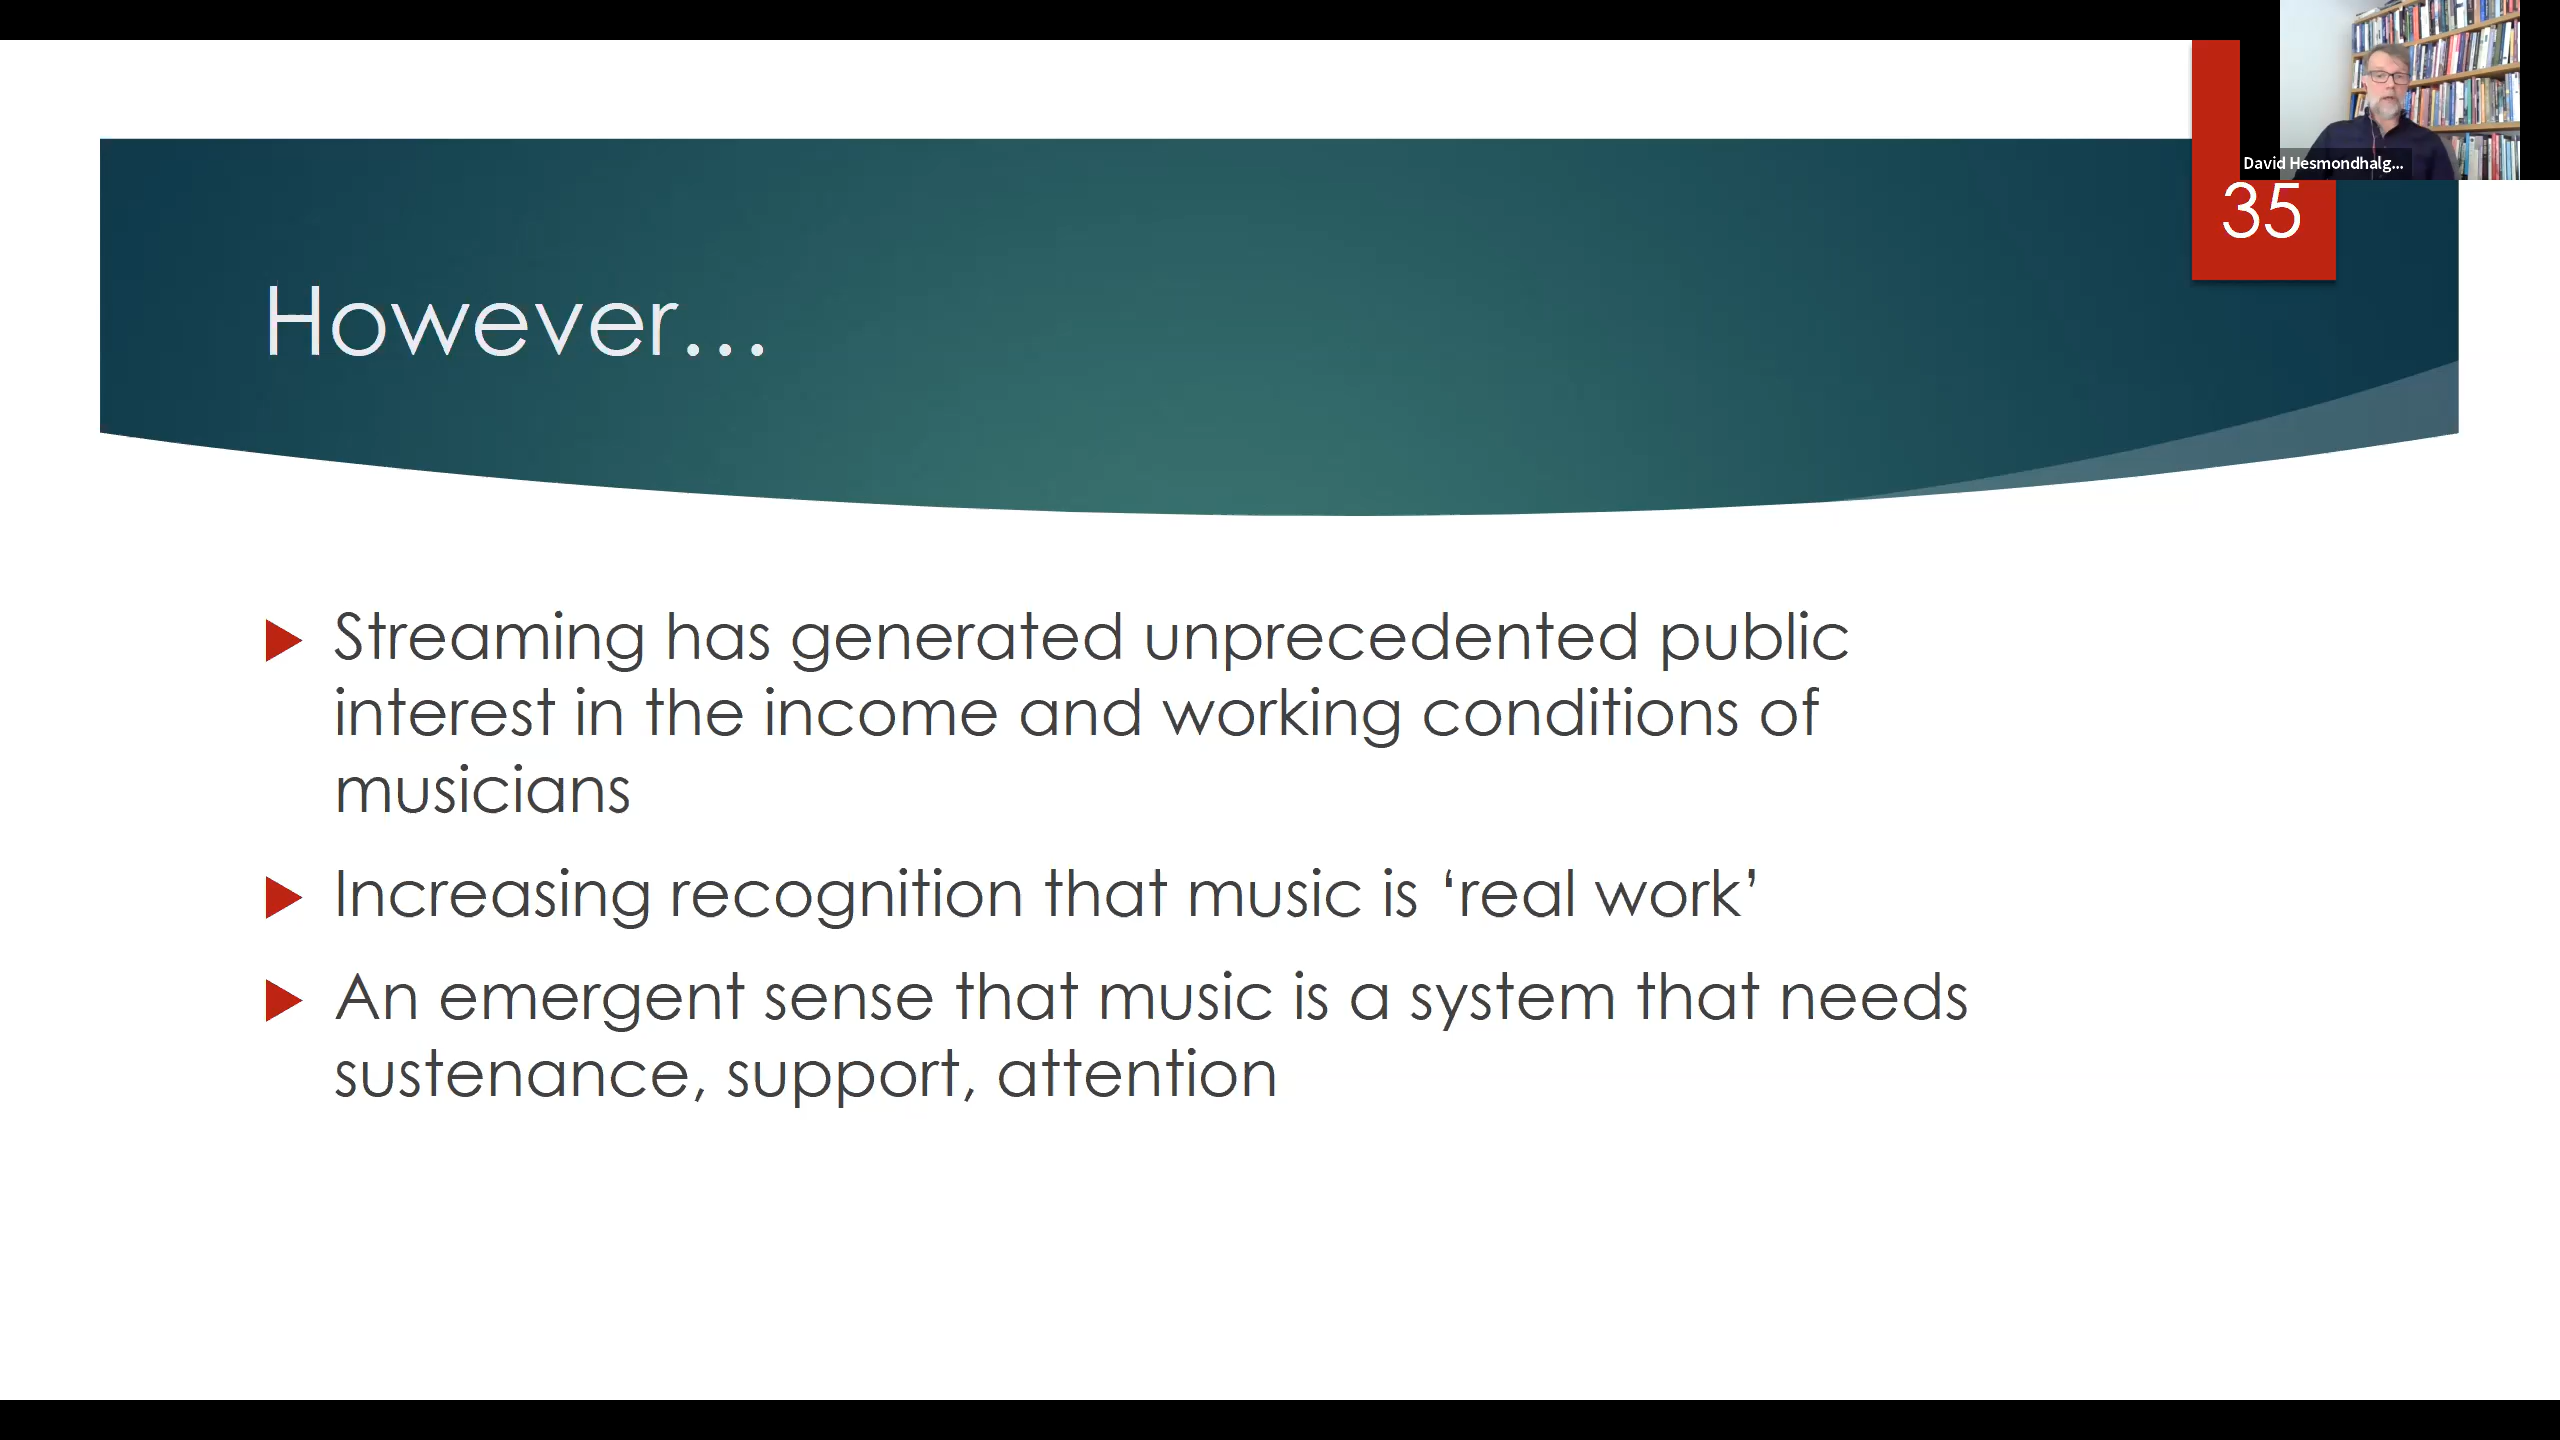 David Hesmondhalg...
35
However...
Streaming has generated unprecedented public
interest in the income and working conditions of
musicians
Increasing recognition that music is ‘real work’
An emergent sense that music is a system that needs
sustenance, support, attention